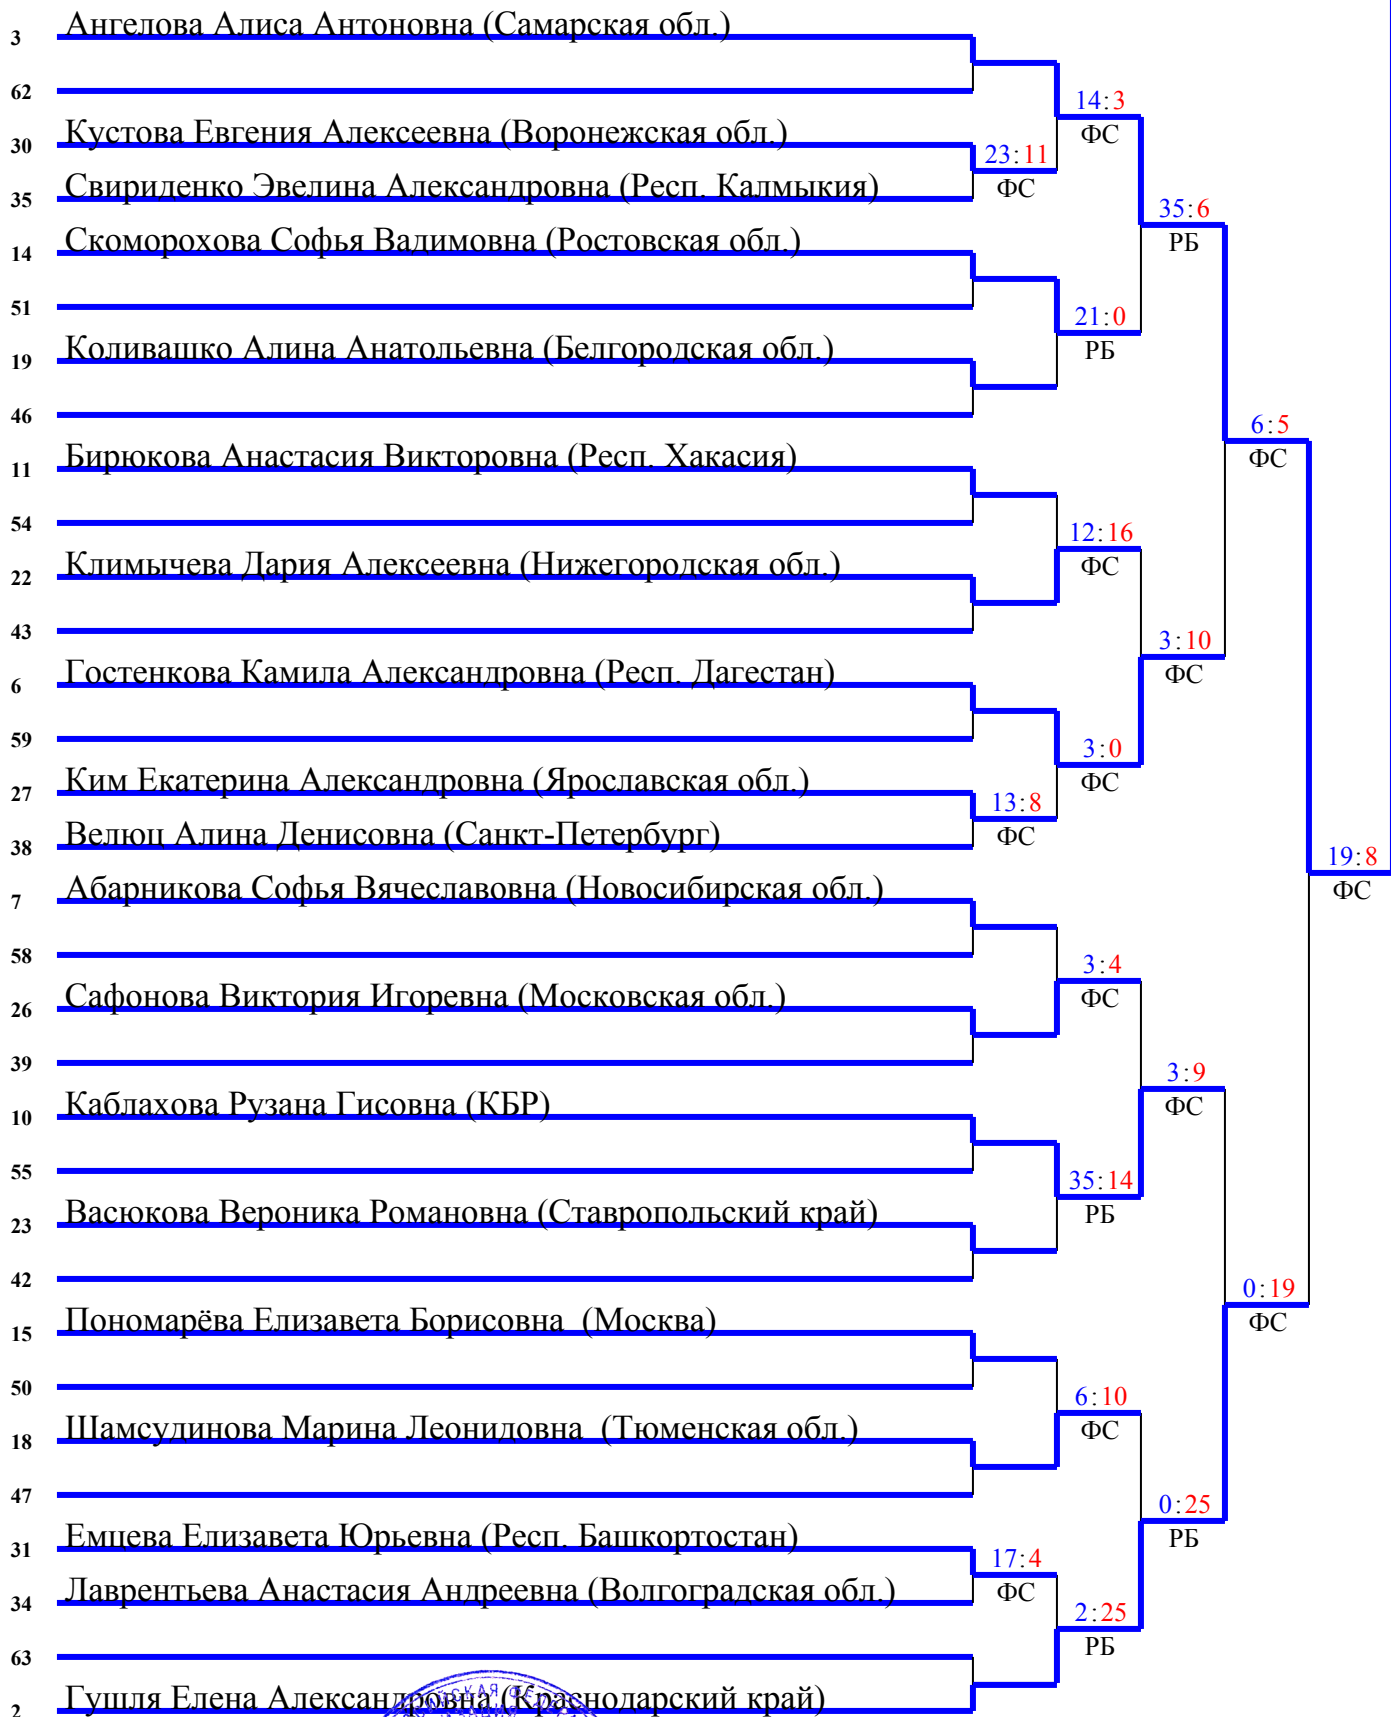 3 Ангелова Алиса Антоновна (Самарская обл.)
62
14:3
ФС
30 Кустова Евгения Алексеевна (Воронежская обл.)
23:11
ФС
35 Свириденко Эвелина Александровна (Респ. Калмыкия)
35:6
РБ
14 Скоморохова Софья Вадимовна (Ростовская обл.)
51
21:0
РБ
19 Коливашко Алина Анатольевна (Белгородская обл.)
46
6:5
ФС
11 Бирюкова Анастасия Викторовна (Респ. Хакасия)
54
12:16
ФС
22 Климычева Дария Алексеевна (Нижегородская обл.)
43
3:10
ФС
6 Гостенкова Камила Александровна (Респ. Дагестан)
59
3:0
ФС
27 Ким Екатерина Александровна (Ярославская обл.)
13:8
ФС
38 Велюц Алина Денисовна (Санкт-Петербург)
19:8
ФС
7 Абарникова Софья Вячеславовна (Новосибирская обл.)
58
3:4
ФС
26 Сафонова Виктория Игоревна (Московская обл.)
39
3:9
ФС
10 Каблахова Рузана Гисовна (КБР)
55
35:14
РБ
23 Васюкова Вероника Романовна (Ставропольский край)
42
0:19
ФС
15 Пономарёва Елизавета Борисовна (Москва)
50
6:10
ФС
18 Шамсудинова Марина Леонидовна (Тюменская обл.)
47
0:25
РБ
31 Емцева Елизавета Юрьевна (Респ. Башкортостан)
17:4
ФС
34 Лаврентьева Анастасия Андреевна (Волгоградская обл.)
2:25
РБ
63
2 Гушля Елена Александровна (Краснодарский край)